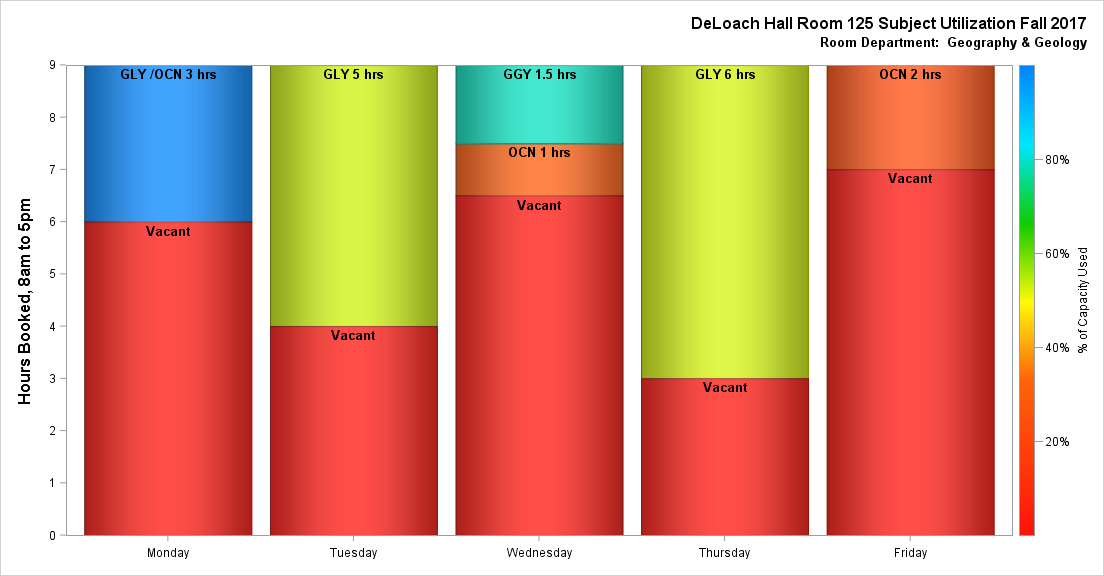 DeLoach Hall Room 125 Subject Utilization Fall 2017
Room Department:  Geography & Geology
Hours Booked, 8am to 5pm
9
8
7
6
5
4
3
2
1
0
GLY /OCN 3 hrs
Vacant
GLY 5 hrs
Vacant
GGY 1.5 hrs
OCN 1 hrs
Vacant
GLY 6 hrs
Vacant
OCN 2 hrs
Vacant
Monday
Tuesday
Wednesday
Thursday
Friday
80%
60%
40%
20%
% of Capacity Used